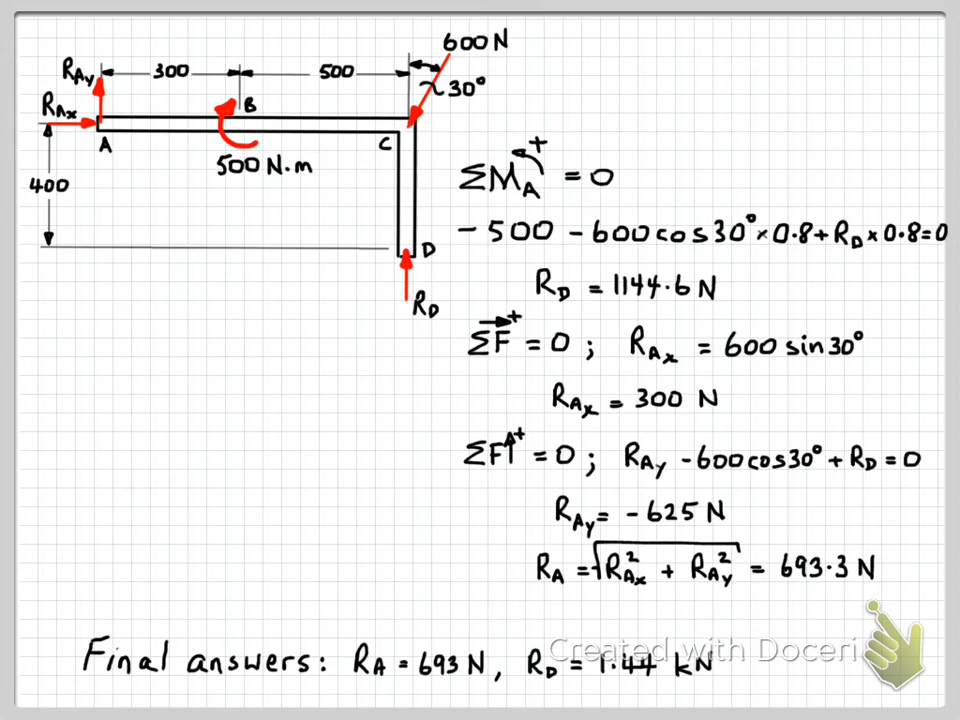 600 N
R_Ay 300 500 30°
R_Ax B
A C
500 N.m
400
D
R_D
ΣM_A + = 0
- 500 - 600 cos 30° × 0.8 + R_D × 0.8 = 0
R_D = 1144.6 N
ΣF + = 0 ; R_Ax = 600 sin 30°
R_Ax = 300 N
ΣF↑ + = 0 ; R_Ay - 600 cos 30° + R_D = 0
R_Ay = - 625 N
R_A = √(R_Ax² + R_Ay²) = 693.3 N
Created with Doceri
Final answers: R_A = 693 N, R_D = 1.44 kN